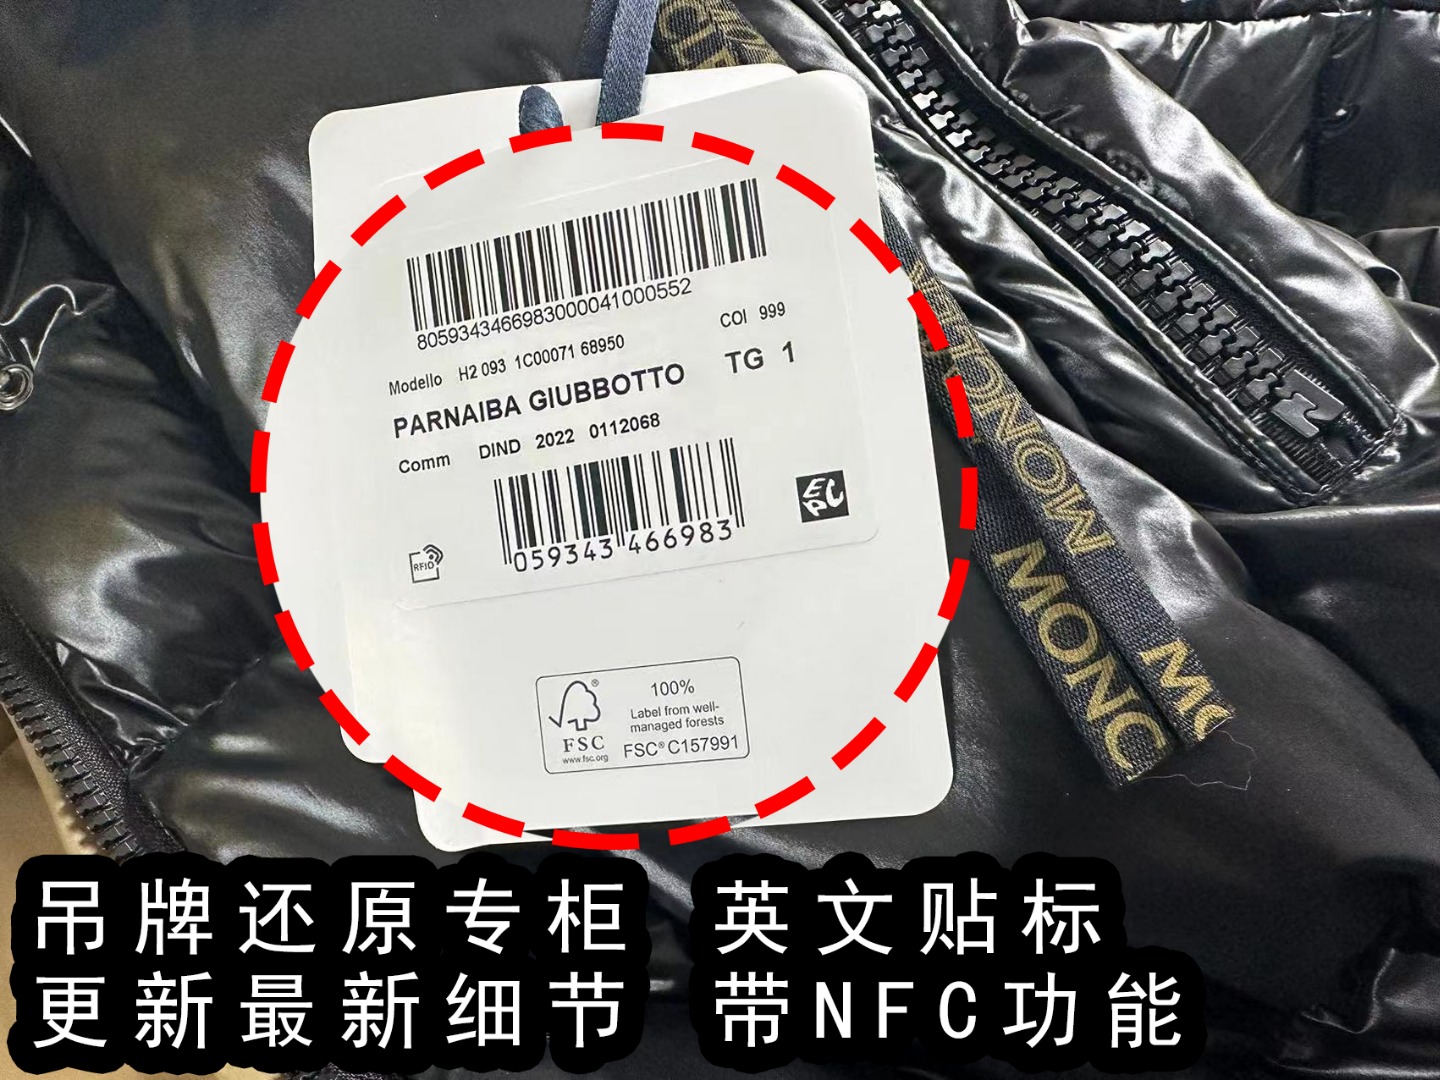 8059343466983000041000552
Modello H2 093 1C00071 68950 COI 999
PARNAIBA GIUBBOTTO TG 1
Comm DIND 2022 0112068
059343 466983
RFID
EPC
FSC
www.fsc.org
100%
Label from well-
managed forests
FSC® C157991
MONC
MONC
吊牌还原专柜 英文贴标
更新最新细节 带NFC功能